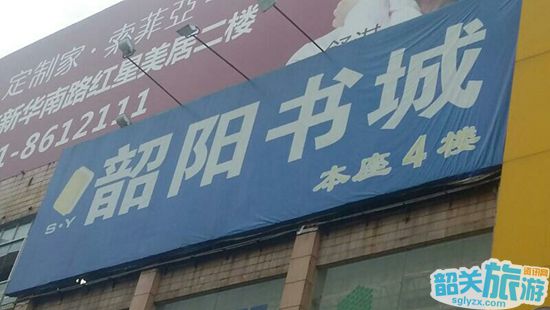 定制家·索菲亞
新华南路红星美居二楼
1-8612111
韶阳书城
S·Y
本座4楼
韶关旅游
资讯网
sglyzx.com